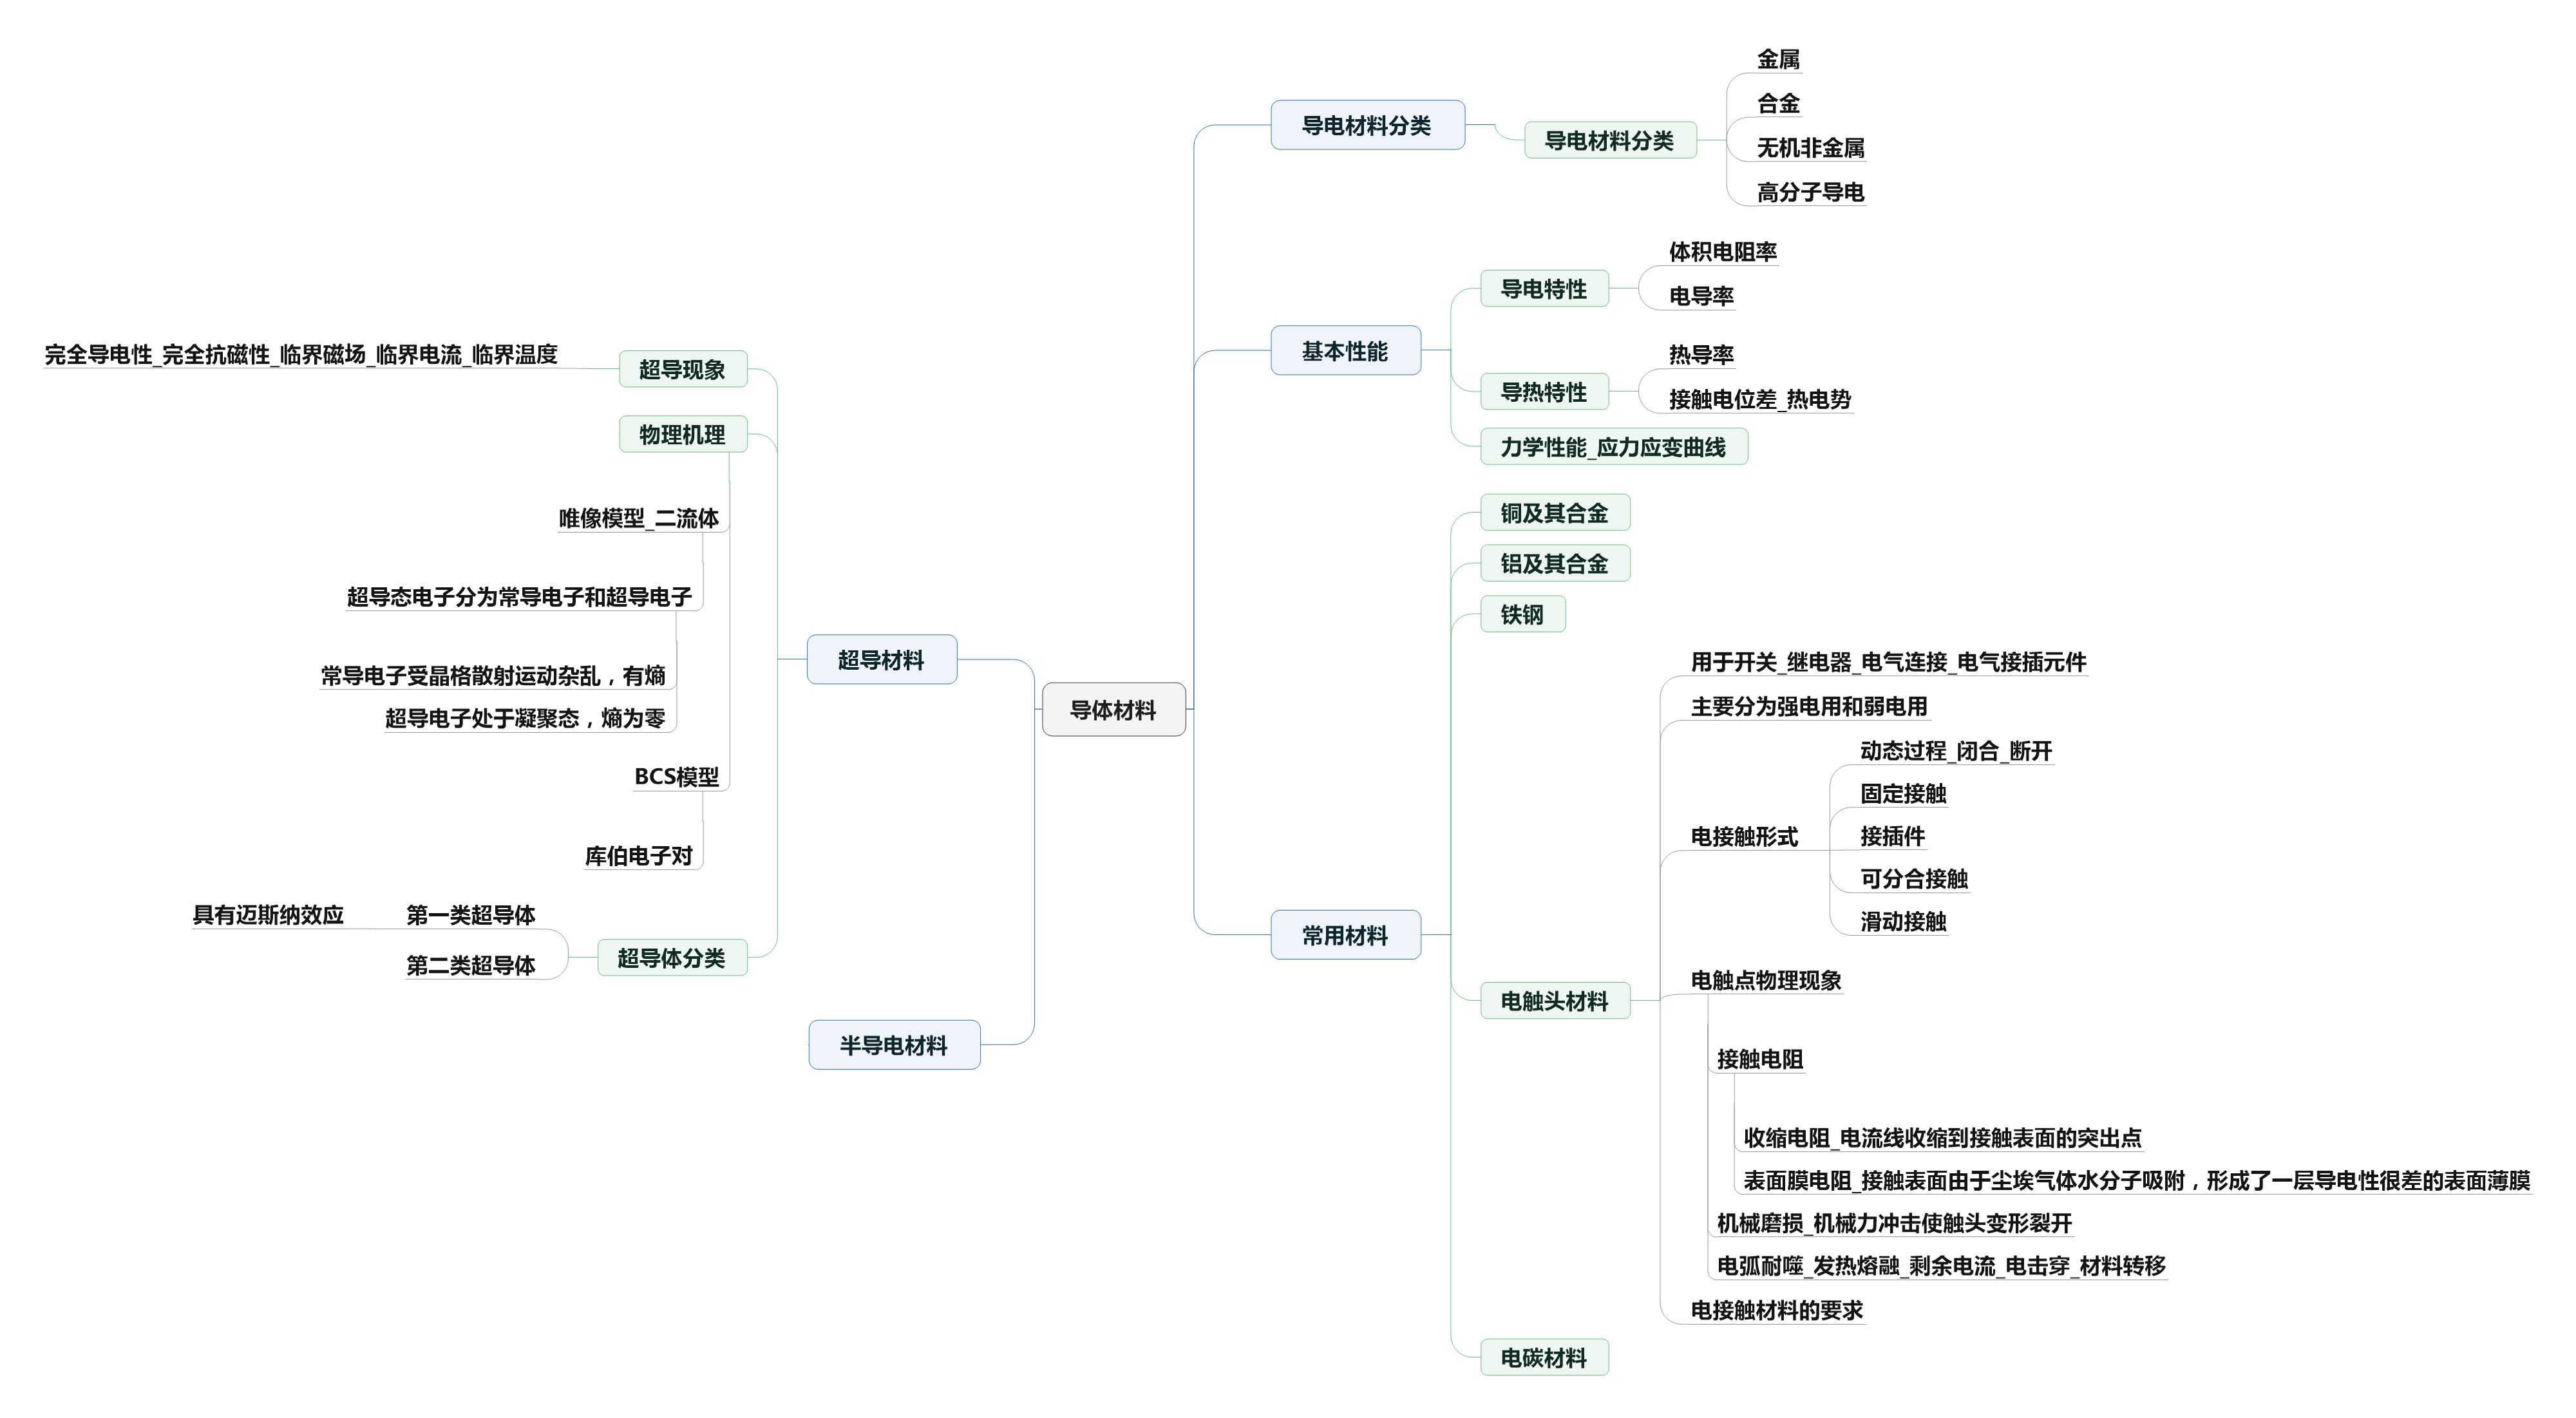 导体材料
导电材料分类
导电材料分类
金属
合金
无机非金属
高分子导电
基本性能
导电特性
体积电阻率
电导率
导热特性
热导率
接触电位差_热电势
力学性能_应力应变曲线
常用材料
铜及其合金
铝及其合金
铁钢
电触头材料
用于开关_继电器_电气连接_电气接插元件
主要分为强电用和弱电用
电接触形式
动态过程_闭合_断开
固定接触
接插件
可分合接触
滑动接触
电触点物理现象
接触电阻
收缩电阻_电流线收缩到接触表面的突出点
表面膜电阻_接触表面由于尘埃气体水分子吸附，形成了一层导电性很差的表面薄膜
机械磨损_机械力冲击使触头变形裂开
电弧耐噬_发热熔融_剩余电流_电击穿_材料转移
电接触材料的要求
电碳材料
超导材料
超导现象
完全导电性_完全抗磁性_临界磁场_临界电流_临界温度
物理机理
唯像模型_二流体
超导态电子分为常导电子和超导电子
常导电子受晶格散射运动杂乱，有熵
超导电子处于凝聚态，熵为零
BCS模型
库伯电子对
超导体分类
第一类超导体
具有迈斯纳效应
第二类超导体
半导电材料